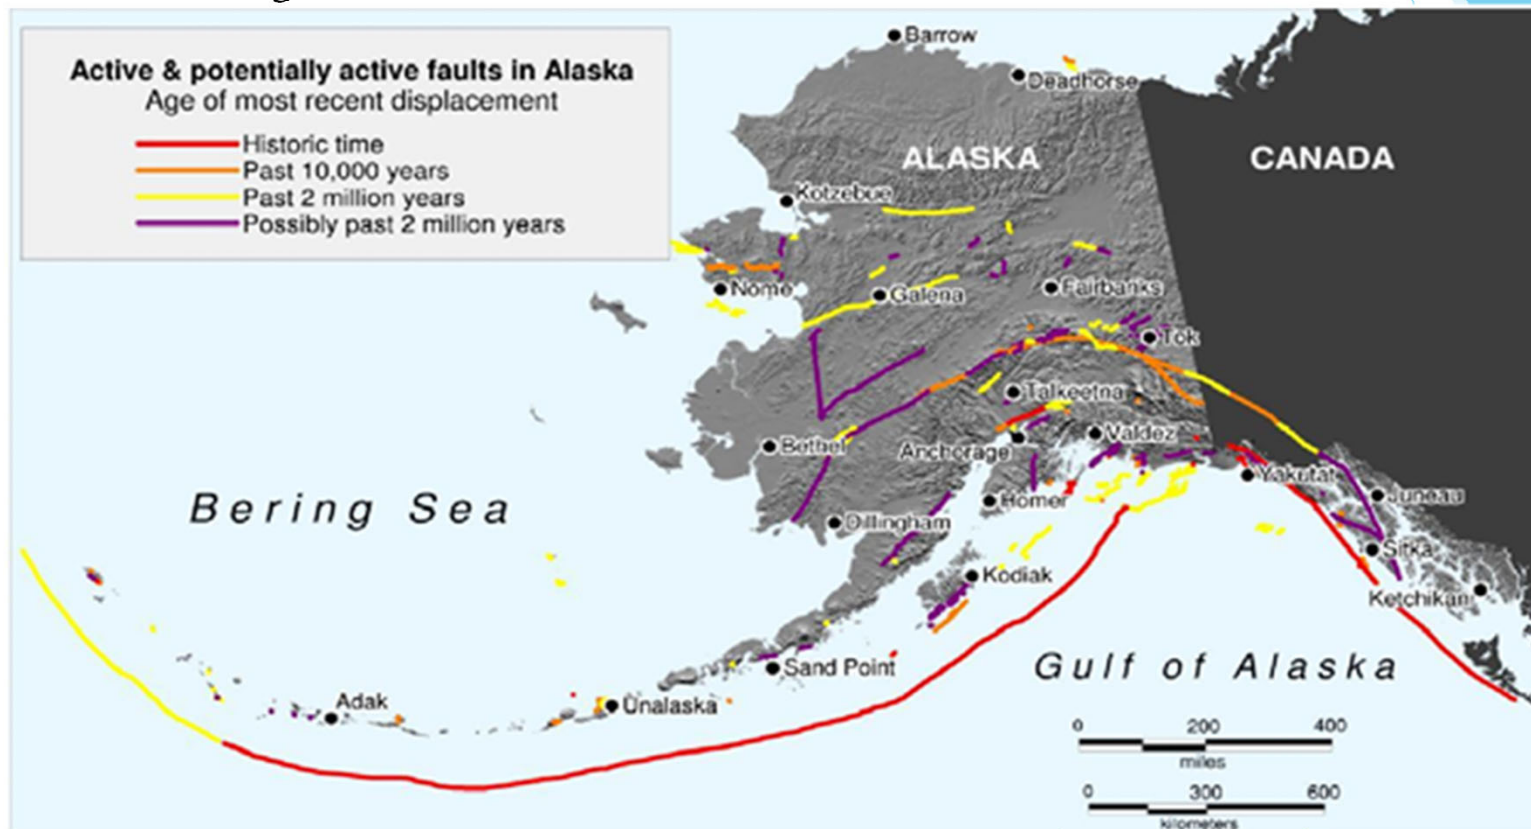 Active & potentially active faults in Alaska
Age of most recent displacement
Historic time
Past 10,000 years
Past 2 million years
Possibly past 2 million years
Barrow
Deadhorse
ALASKA
CANADA
Kotzebue
Nome
Galena
Fairbanks
Tok
Talkeetna
Bethel
Anchorage
Valdez
Yakutat
Homer
Juneau
Bering Sea
Dillingham
Sitka
Kodiak
Ketchikan
Sand Point
Gulf of Alaska
Adak
Unalaska
0 200 400
miles
0 300 600
kilometers